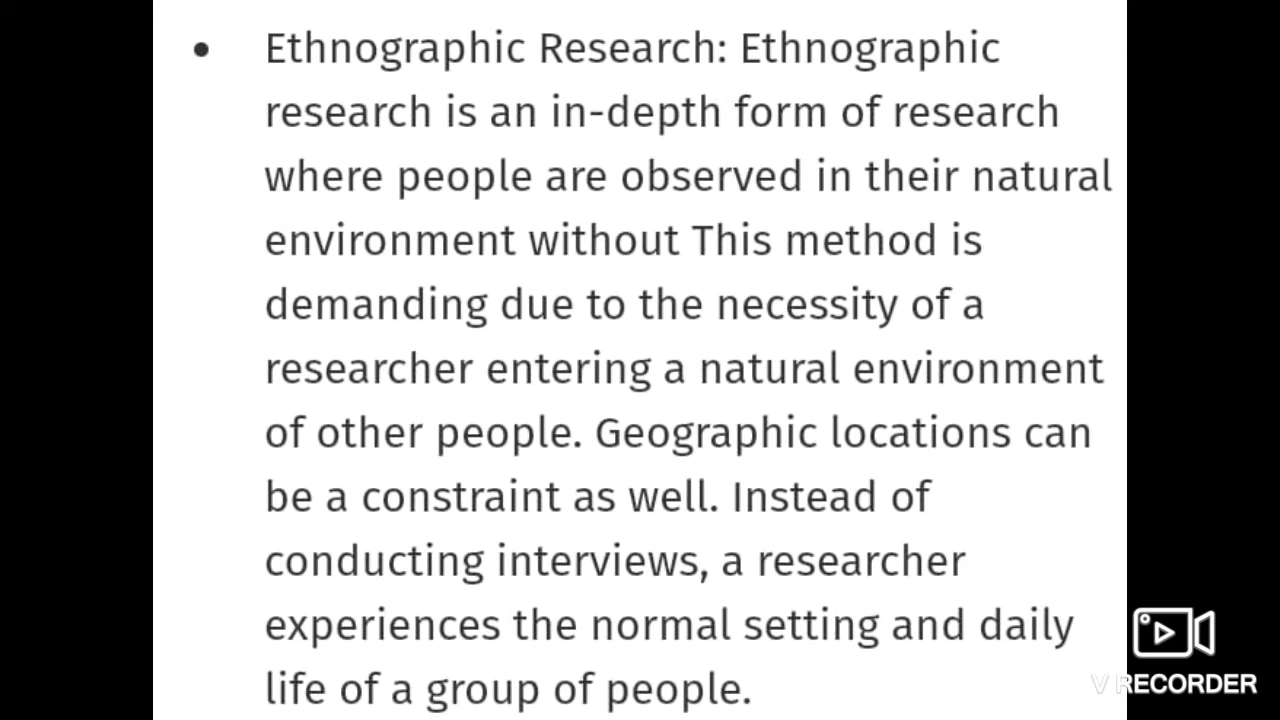 • Ethnographic Research: Ethnographic
research is an in-depth form of research
where people are observed in their natural
environment without This method is
demanding due to the necessity of a
researcher entering a natural environment
of other people. Geographic locations can
be a constraint as well. Instead of
conducting interviews, a researcher
experiences the normal setting and daily
life of a group of people.
V RECORDER